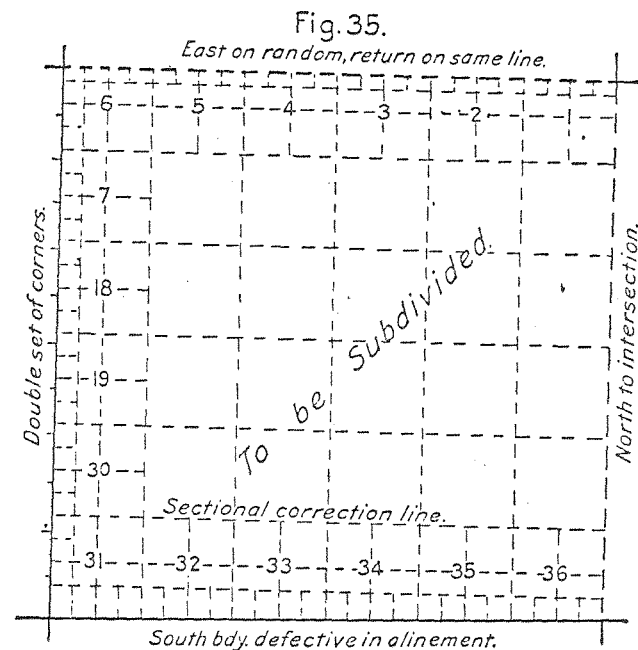 Fig. 35.
East on random, return on same line.
6 5 4 3 2
7
Double set of corners.
18
To be Subdivided.
North to intersection.
19
30
Sectional correction line.
31 32 33 34 35 36
South bdy. defective in alinement.